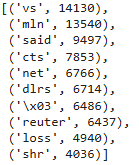 [('vs', 14130),
('mln', 13540),
('said', 9497),
('cts', 7853),
('net', 6766),
('dlrs', 6714),
('\x03', 6486),
('reuter', 6437),
('loss', 4940),
('shr', 4036)]